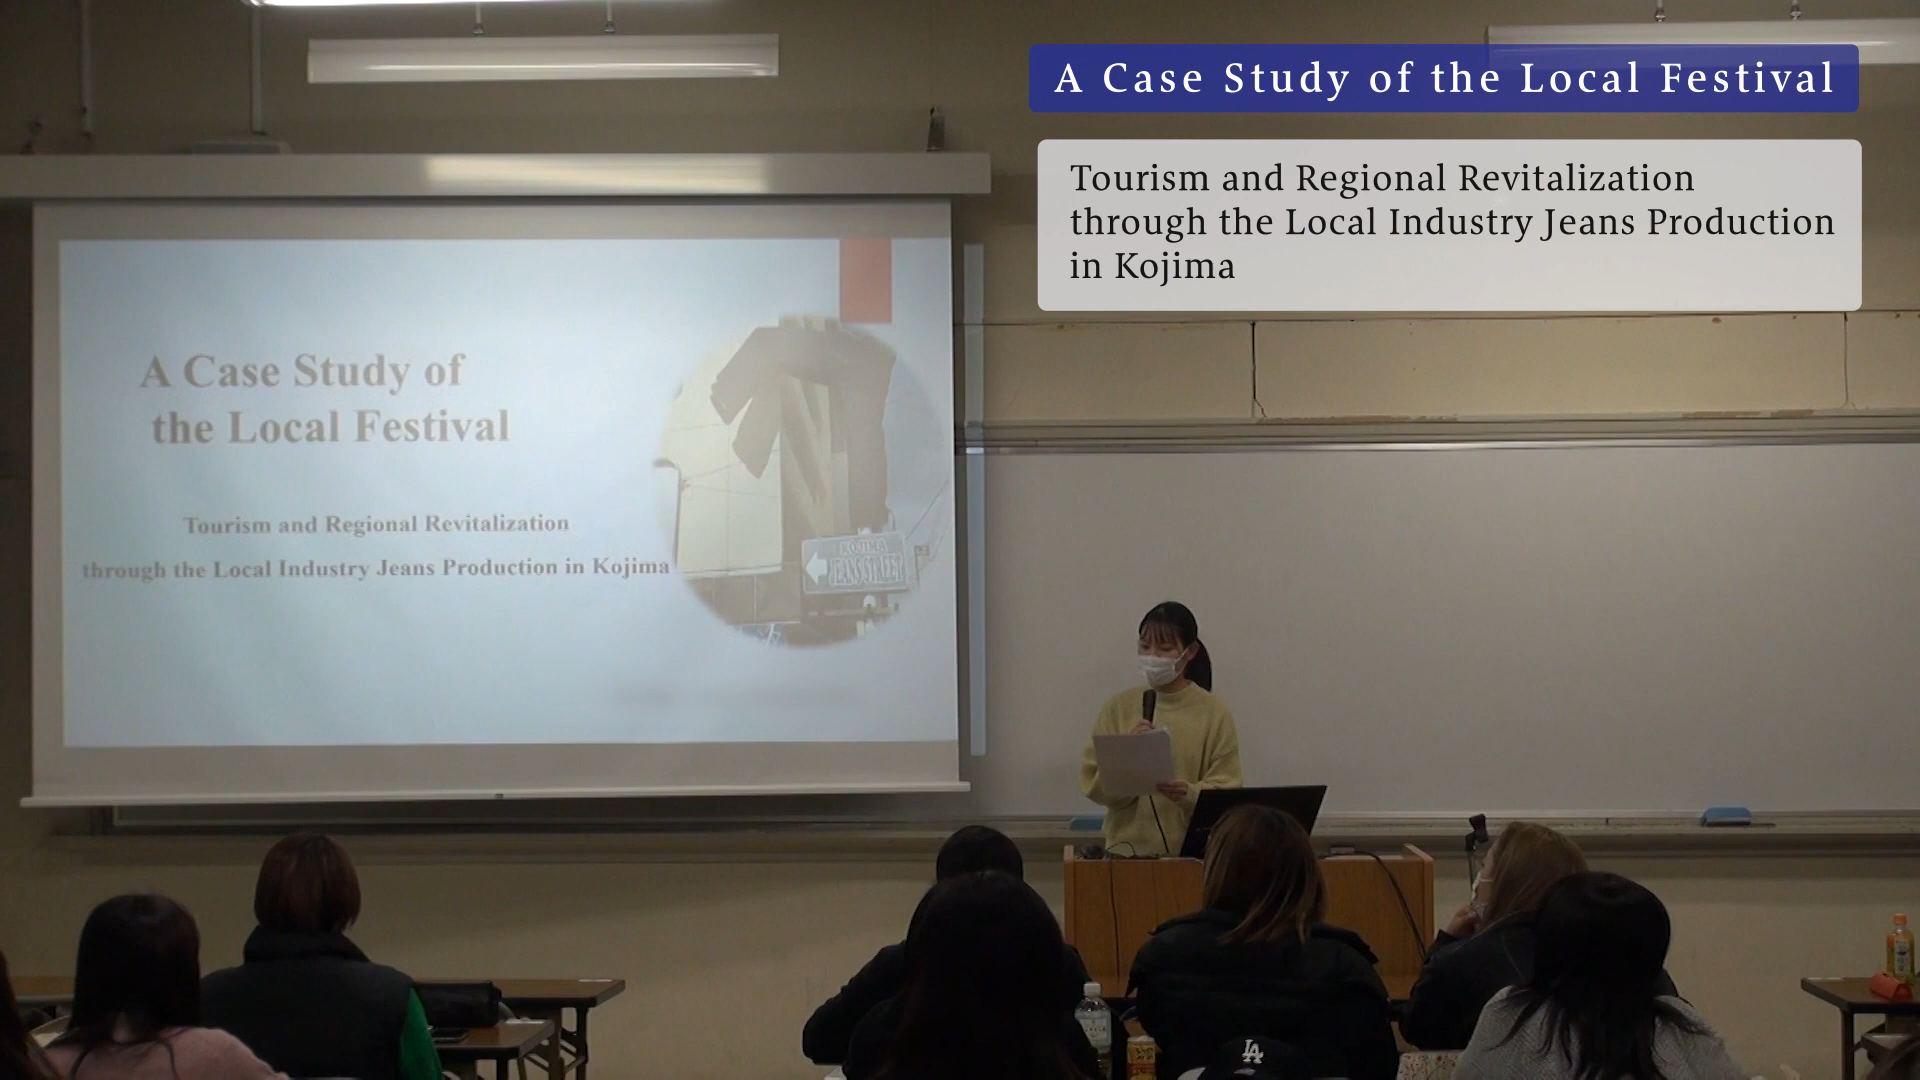 A Case Study of the Local Festival
Tourism and Regional Revitalization
through the Local Industry Jeans Production
in Kojima
A Case Study of
the Local Festival
Tourism and Regional Revitalization
through the Local Industry Jeans Production in Kojima
KOJIMA
JEANS STREET
LA